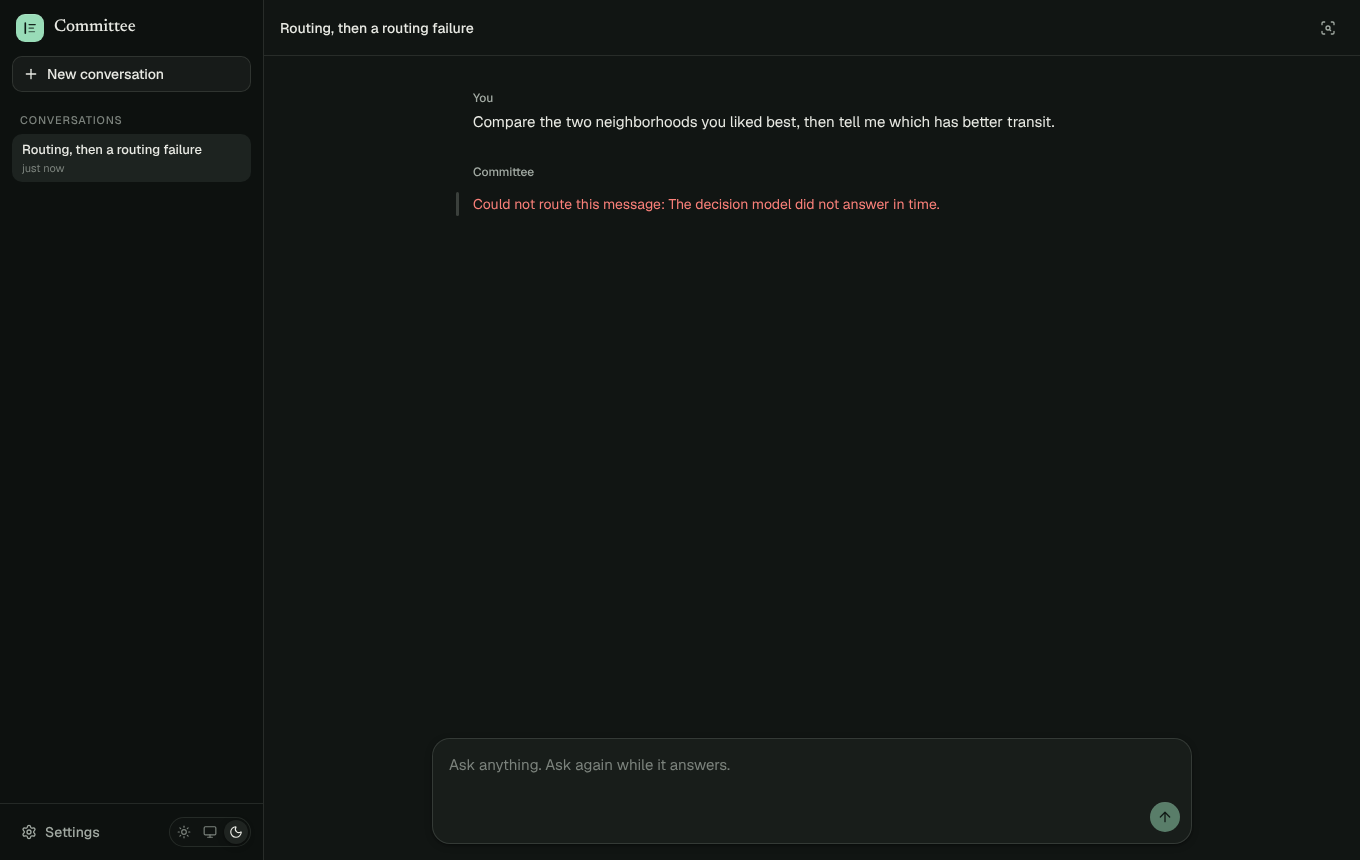 Committee
New conversation
CONVERSATIONS
Routing, then a routing failure
just now
Settings
Routing, then a routing failure
You
Compare the two neighborhoods you liked best, then tell me which has better transit.
Committee
Could not route this message: The decision model did not answer in time.
Ask anything. Ask again while it answers.